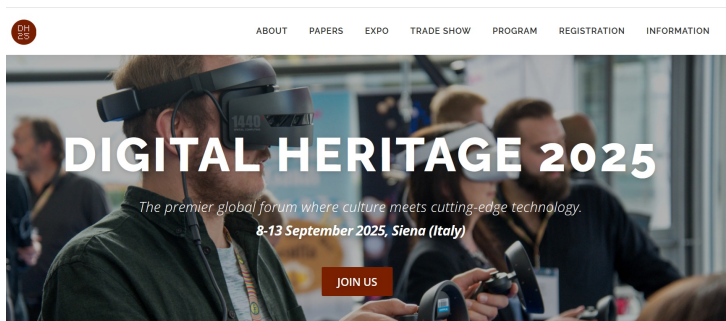 DH
25
ABOUT PAPERS EXPO TRADE SHOW PROGRAM REGISTRATION INFORMATION
1440
DIGITAL HERITAGE 2025
The premier global forum where culture meets cutting-edge technology.
8-13 September 2025, Siena (Italy)
JOIN US